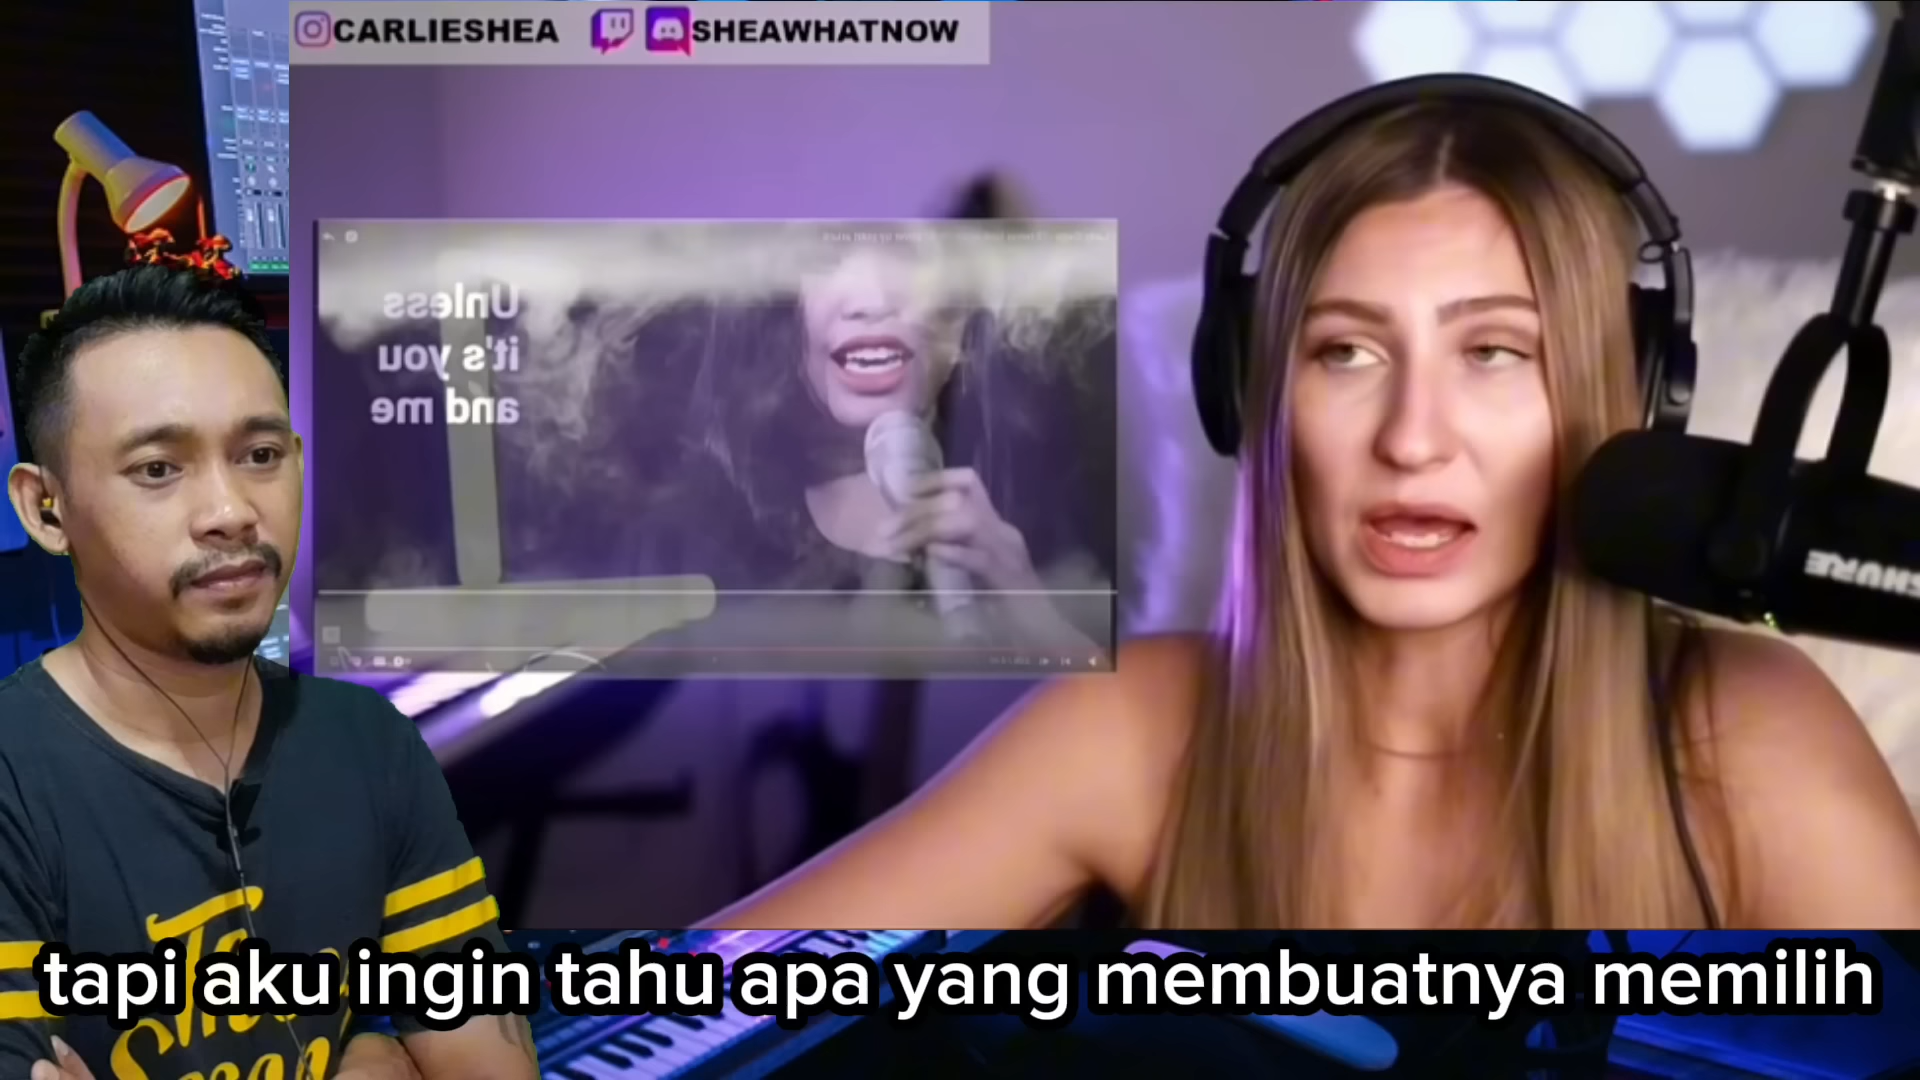 CARLIESHEA SHEAWHATNOW
Unless
it's you
and me
SHURE
tapi aku ingin tahu apa yang membuatnya memilih